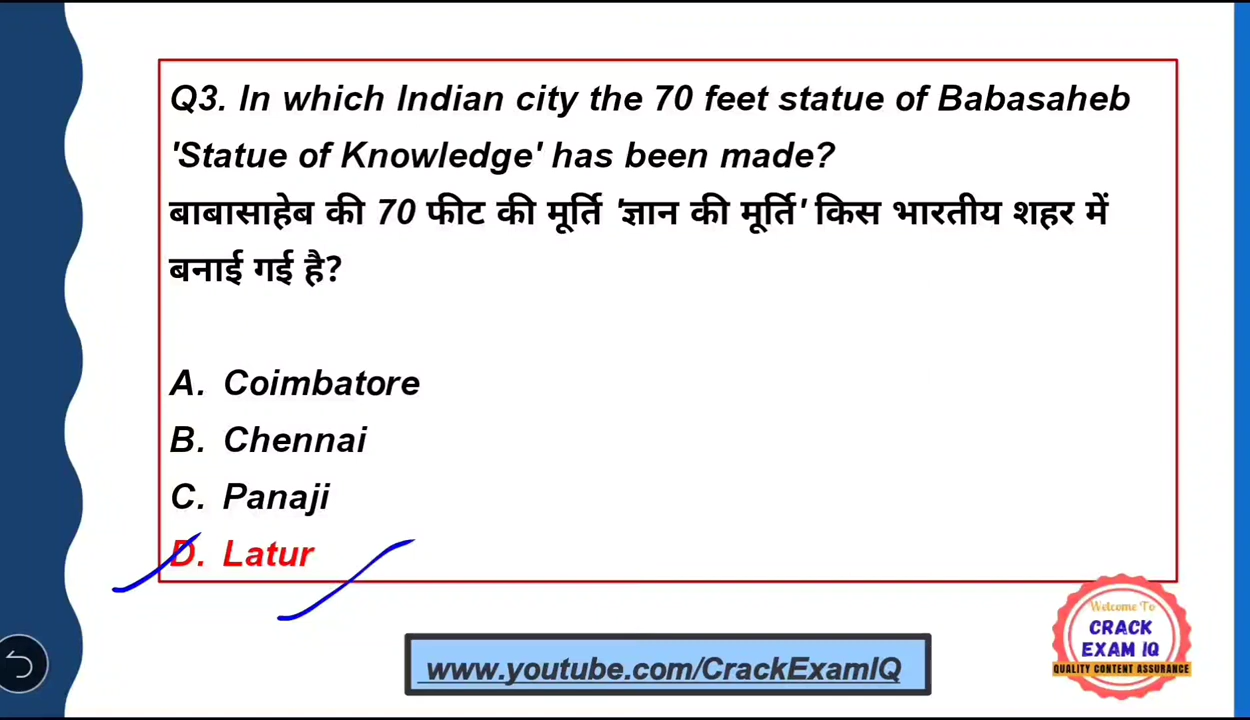 Q3. In which Indian city the 70 feet statue of Babasaheb
'Statue of Knowledge' has been made?
बाबासाहेब की 70 फीट की मूर्ति 'ज्ञान की मूर्ति' किस भारतीय शहर में
बनाई गई है?
A. Coimbatore
B. Chennai
C. Panaji
D. Latur
Welcome To
CRACK
EXAM IQ
QUALITY CONTENT ASSURANCE
www.youtube.com/CrackExamIQ